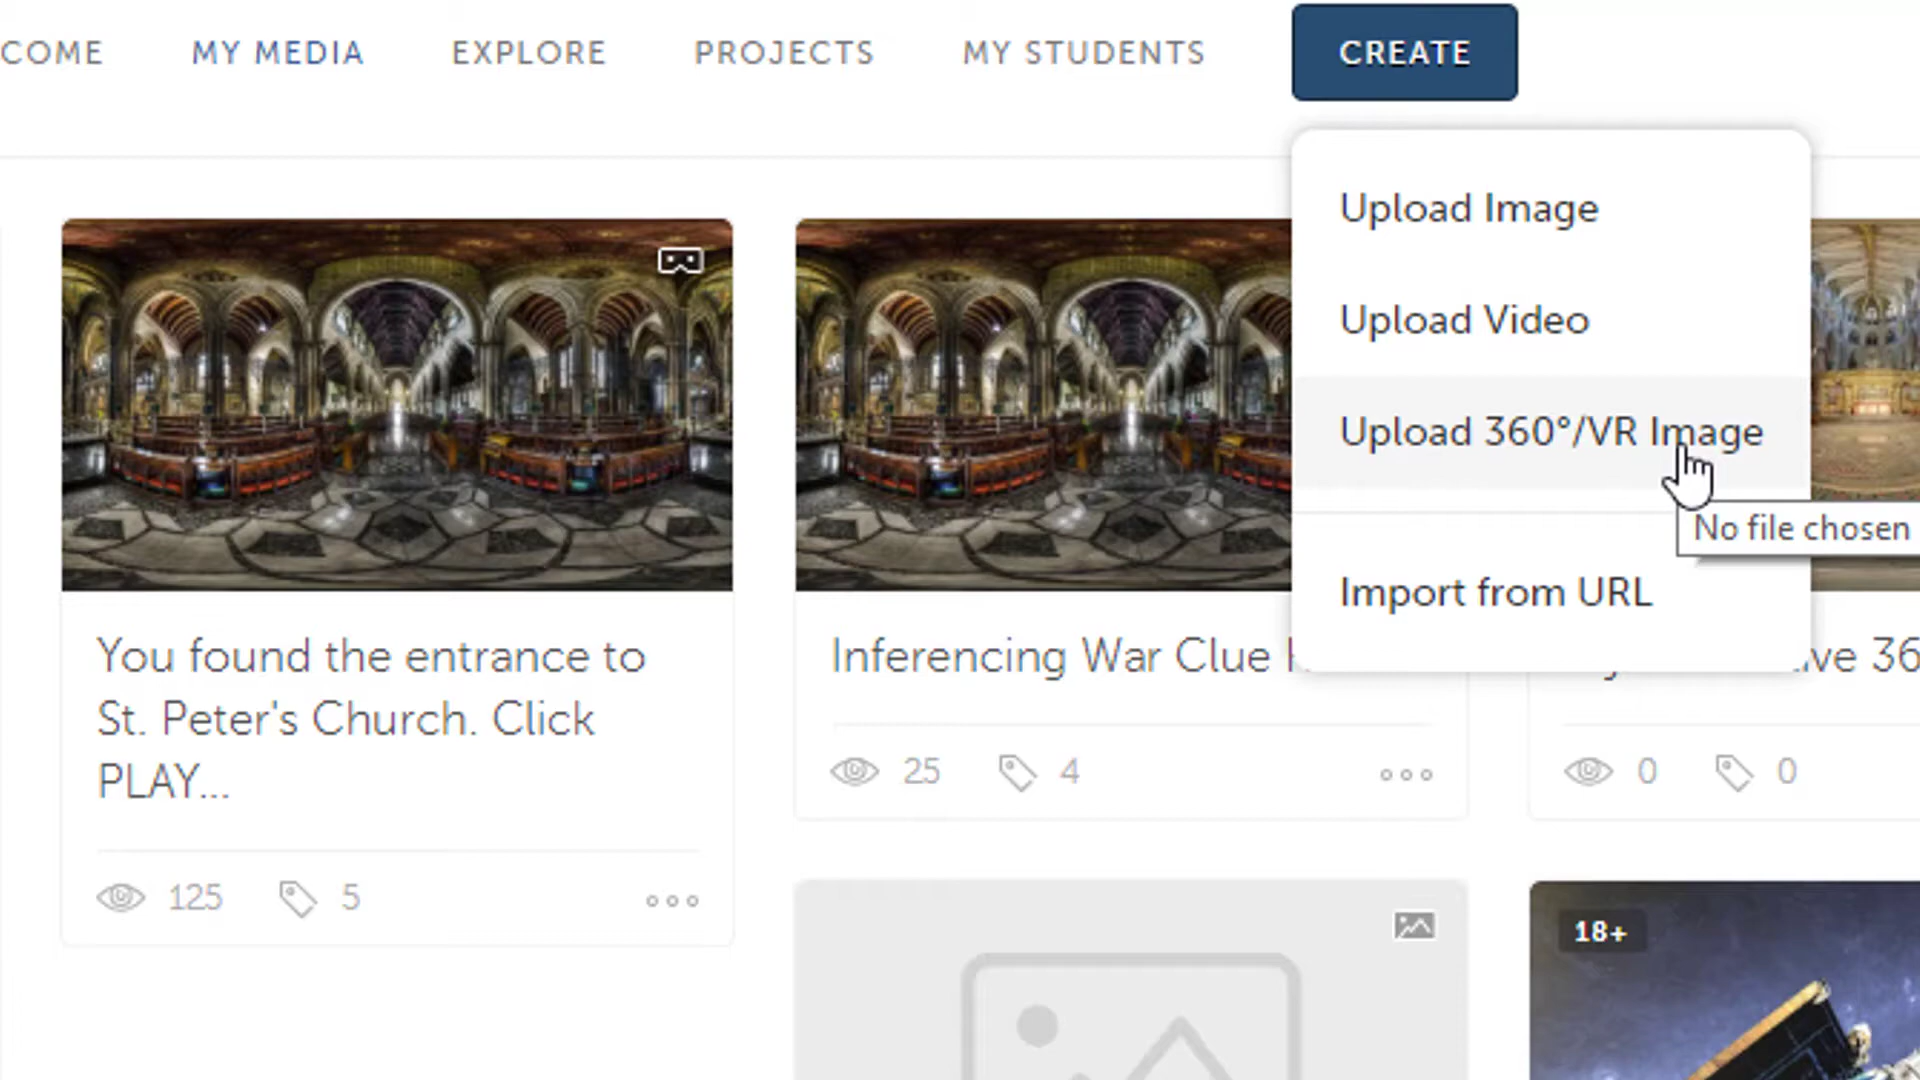 COME MY MEDIA EXPLORE PROJECTS MY STUDENTS CREATE
Upload Image
Upload Video
Upload 360°/VR Image
No file chosen
Import from URL
You found the entrance to
St. Peter's Church. Click
PLAY...
125 5
Inferencing War Clue
25 4
ive 36
0 0
18+